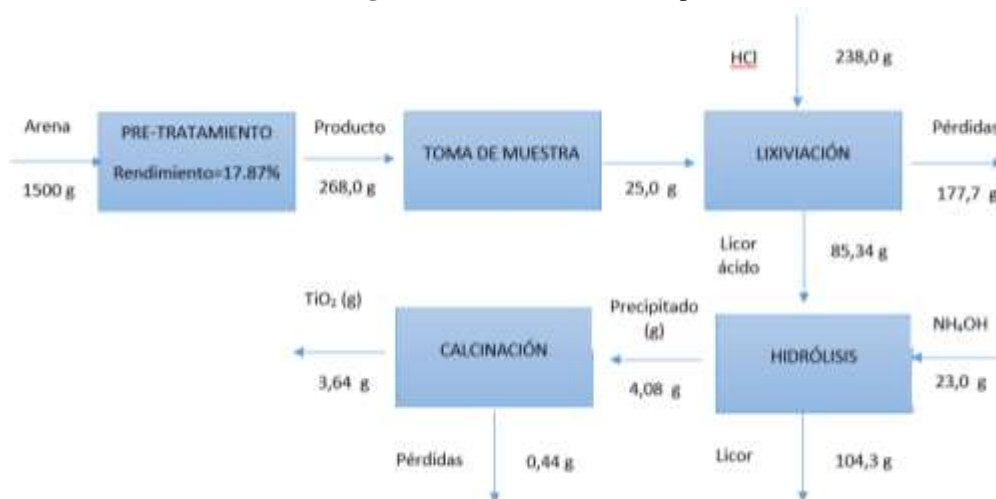 HCl
238,0 g
Arena
PRE-TRATAMIENTO
Rendimiento=17.87%
Producto
TOMA DE MUESTRA
LIXIVIACIÓN
Pérdidas
1500 g
268,0 g
25,0 g
177,7 g
Licor
ácido
85,34 g
TiO₂ (g)
CALCINACIÓN
Precipitado
(g)
HIDRÓLISIS
NH₄OH
3,64 g
4,08 g
23,0 g
Pérdidas
0,44 g
Licor
104,3 g